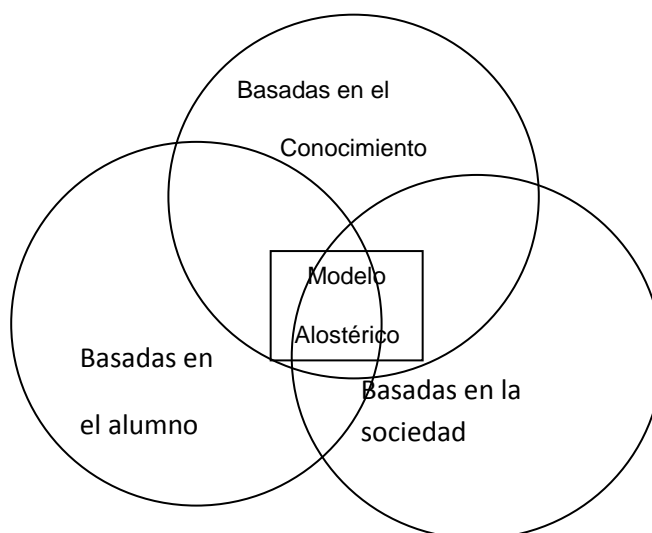 Basadas en el
Conocimiento
Modelo
Alostérico
Basadas en
el alumno
Basadas en la
sociedad